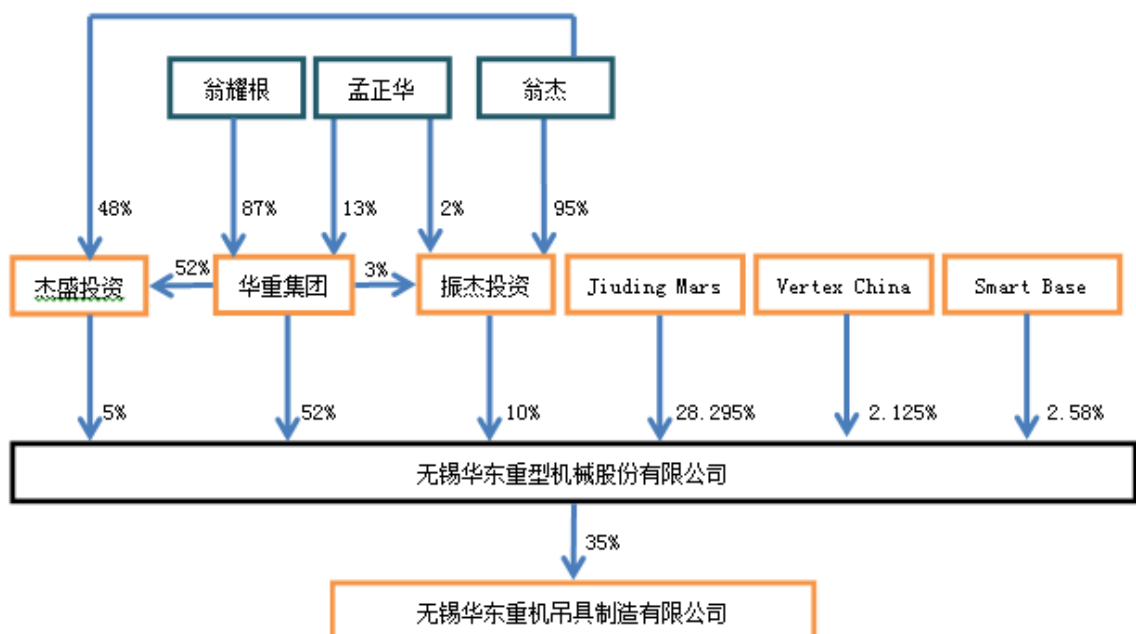 翁耀根
孟正华
翁杰
48%
87%
13%
2%
95%
杰盛投资
52%
华重集团
3%
振杰投资
Jiuding Mars
Vertex China
Smart Base
5%
52%
10%
28.295%
2.125%
2.58%
无锡华东重型机械股份有限公司
35%
无锡华东重机吊具制造有限公司